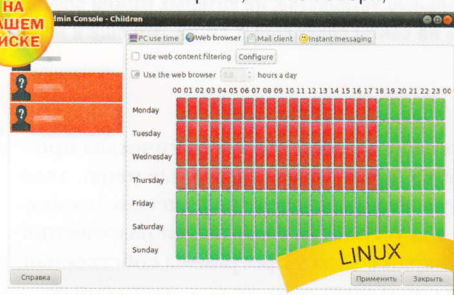 НА
ВАШЕМ
ДИСКЕ
dmin Console - Children
PC use time Web browser Mail client Instant messaging
Use web content filtering Configure
Use the web browser hours a day
00 01 02 03 04 05 06 07 08 09 10 11 12 13 14 15 16 17 18 19 20 21 22 23 00
Monday
Tuesday
Wednesday
Thursday
Friday
Saturday
Sunday
LINUX
Справка Применить Закрыть